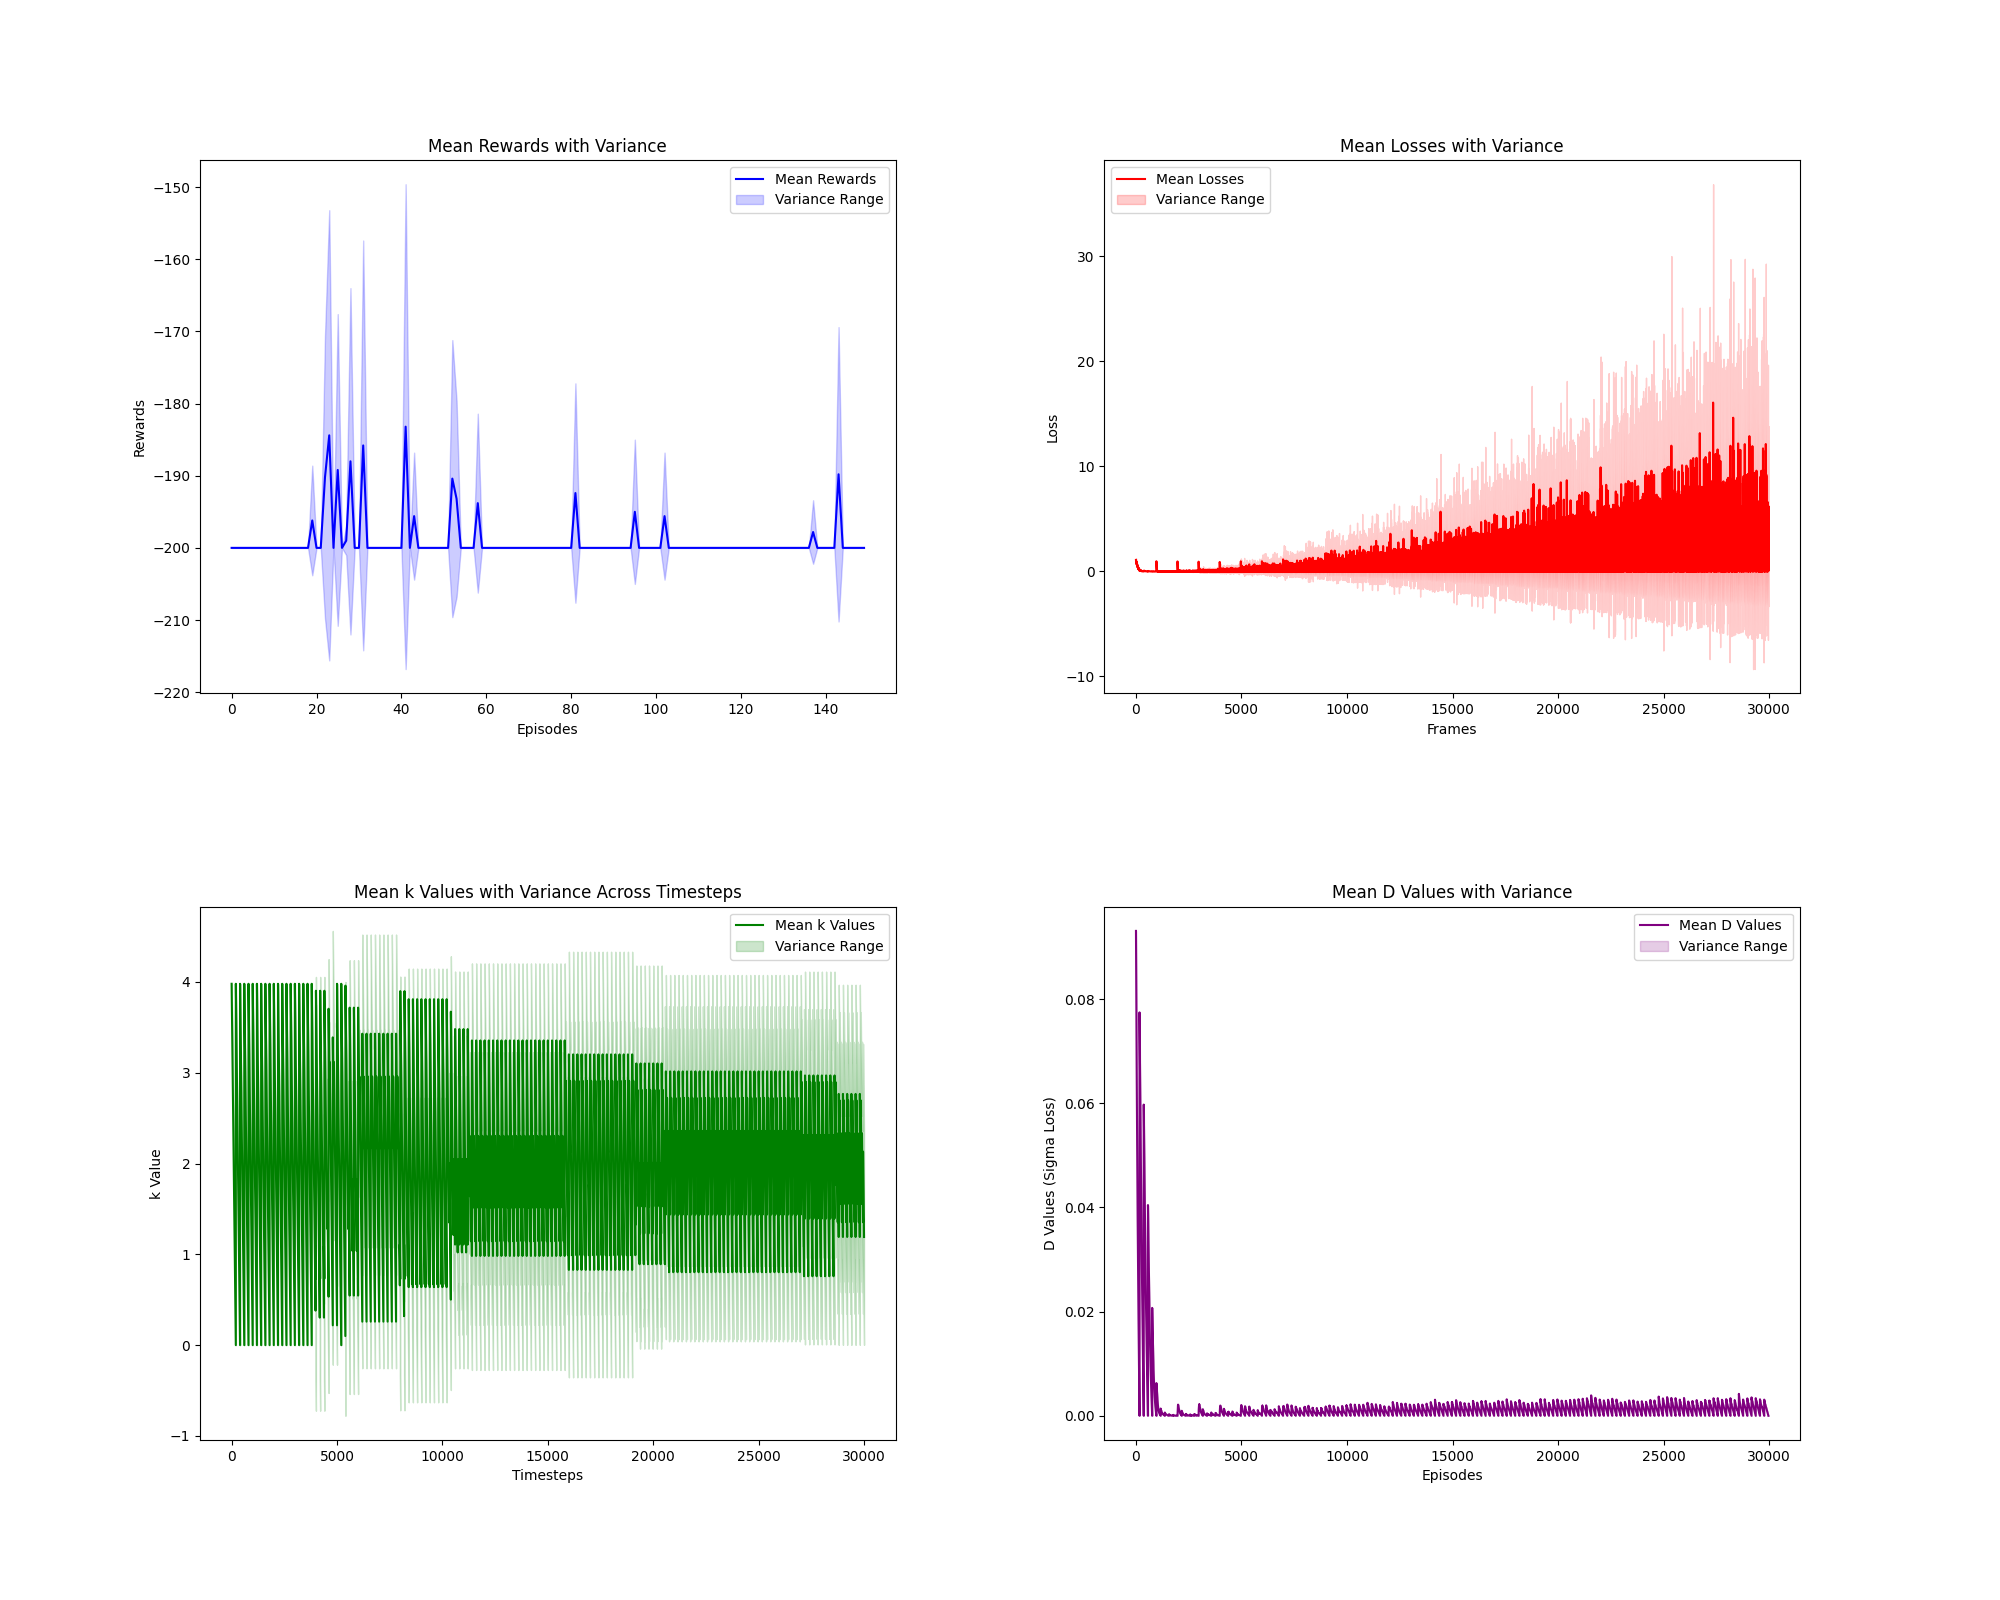 Mean Rewards with Variance
Mean Rewards
Variance Range
Rewards
−150
−160
−170
−180
−190
−200
−210
−220
0 20 40 60 80 100 120 140
Episodes
Mean Losses with Variance
Mean Losses
Variance Range
Loss
30
20
10
0
−10
0 5000 10000 15000 20000 25000 30000
Frames
Mean k Values with Variance Across Timesteps
Mean k Values
Variance Range
k Value
4
3
2
1
0
−1
0 5000 10000 15000 20000 25000 30000
Timesteps
Mean D Values with Variance
Mean D Values
Variance Range
D Values (Sigma Loss)
0.08
0.06
0.04
0.02
0.00
0 5000 10000 15000 20000 25000 30000
Episodes